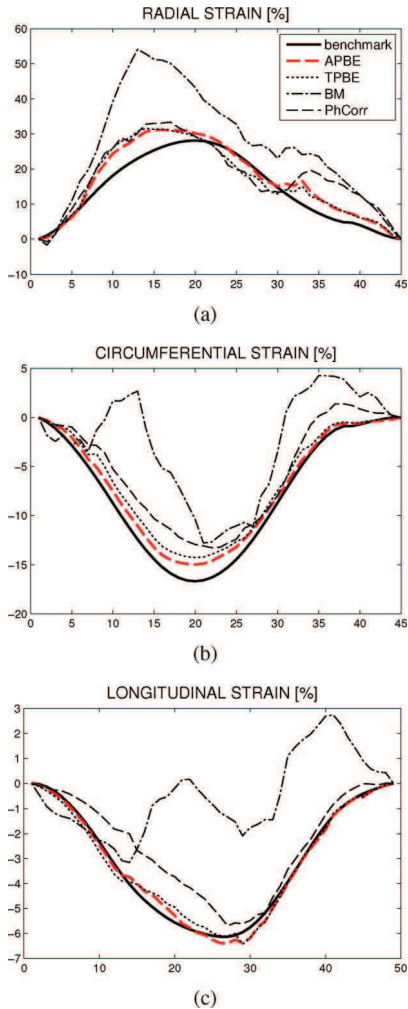 RADIAL STRAIN [%]
60
50
40
30
20
10
0
-10
benchmark
APBE
TPBE
BM
PhCorr
0 5 10 15 20 25 30 35 40 45
(a)
CIRCUMFERENTIAL STRAIN [%]
5
0
-5
-10
-15
-20
0 5 10 15 20 25 30 35 40 45
(b)
LONGITUDINAL STRAIN [%]
3
2
1
0
-1
-2
-3
-4
-5
-6
-7
0 10 20 30 40 50
(c)